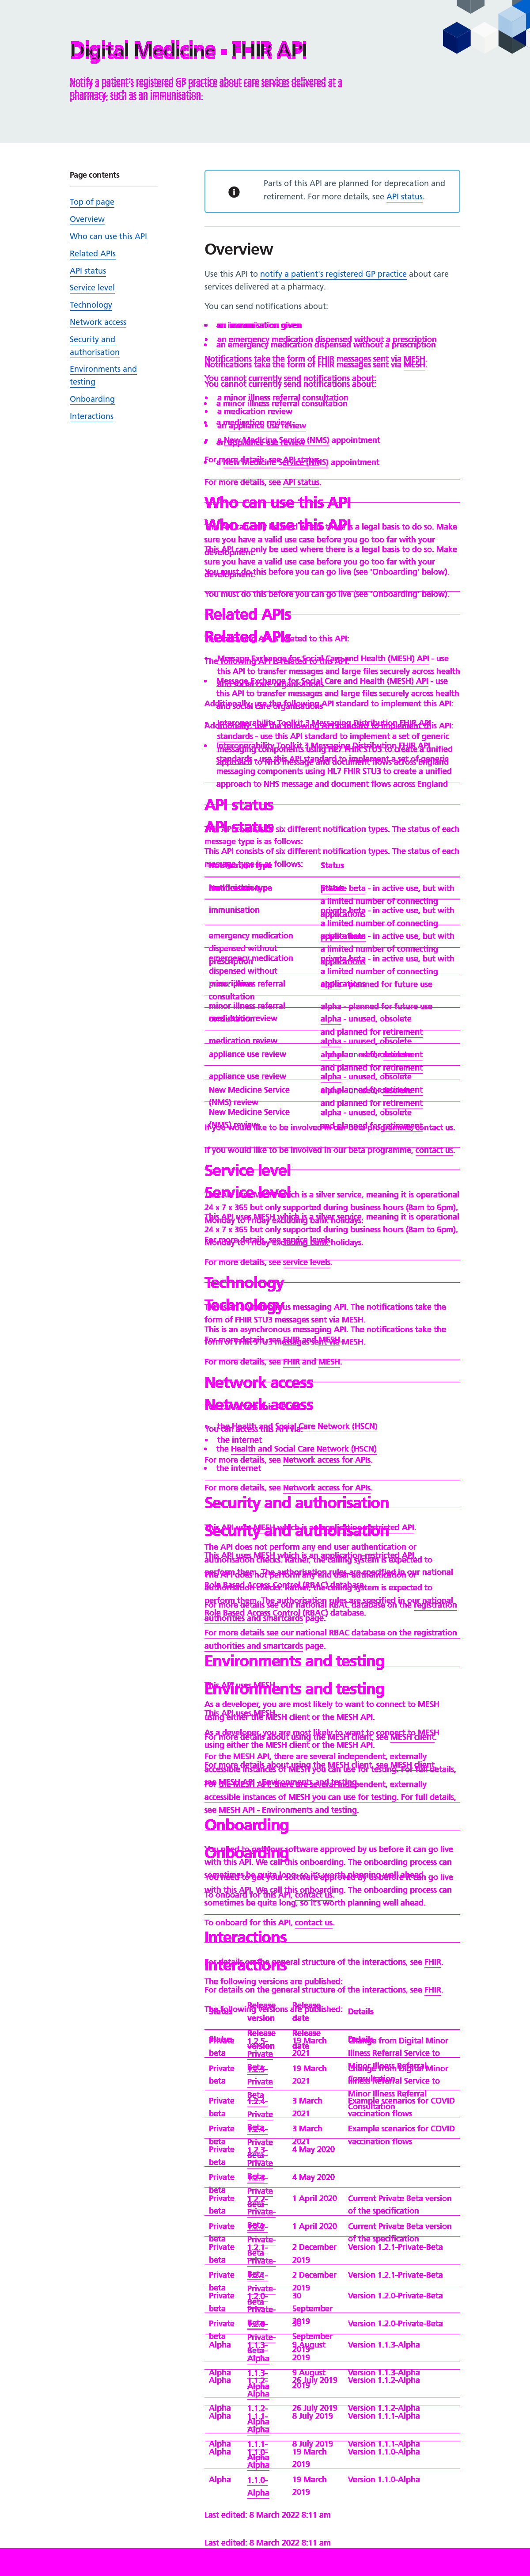 Digital Medicine - FHIR API
Notify a patient's registered GP practice about care services delivered at a
pharmacy, such as an immunisation.
Page contents
Top of page
Overview
Who can use this API
Related APIs
API status
Service level
Technology
Network access
Security and
authorisation
Environments and
testing
Onboarding
Interactions
Parts of this API are planned for deprecation and
retirement. For more details, see API status.
Overview
Use this API to notify a patient's registered GP practice about care
services delivered at a pharmacy.
You can send notifications about:
an immunisation given
an emergency medication dispensed without a prescription
Notifications take the form of FHIR messages sent via MESH.
You cannot currently send notifications about:
a minor illness referral consultation
a medication review
an appliance use review
a New Medicine Service (NMS) appointment
For more details, see API status.
Who can use this API
This API can only be used where there is a legal basis to do so. Make
sure you have a valid use case before you go too far with your
development.
You must do this before you can go live (see 'Onboarding' below).
Related APIs
The following API is related to this API:
Message Exchange for Social Care and Health (MESH) API - use
this API to transfer messages and large files securely across health
and social care organisations
Additionally, use the following API standard to implement this API:
Interoperability Toolkit 3 Messaging Distribution FHIR API
standards - use this API standard to implement a set of generic
messaging components using HL7 FHIR STU3 to create a unified
approach to NHS message and document flows across England
API status
This API consists of six different notification types. The status of each
message type is as follows:
Notification type Status
immunisation private beta - in active use, but with
a limited number of connecting
applications
emergency medication private beta - in active use, but with
dispensed without a limited number of connecting
prescription applications
minor illness referral alpha - planned for future use
consultation
medication review alpha - unused, obsolete
and planned for retirement
appliance use review alpha - unused, obsolete
and planned for retirement
New Medicine Service alpha - unused, obsolete
(NMS) review and planned for retirement
If you would like to be involved in our beta programme, contact us.
Service level
This API uses MESH which is a silver service, meaning it is operational
24 x 7 x 365 but only supported during business hours (8am to 6pm),
Monday to Friday excluding bank holidays.
For more details, see service levels.
Technology
This is an asynchronous messaging API. The notifications take the
form of FHIR STU3 messages sent via MESH.
For more details, see FHIR and MESH.
Network access
You can access this API via:
the Health and Social Care Network (HSCN)
the internet
For more details, see Network access for APIs.
Security and authorisation
This API uses MESH which is an application-restricted API.
The API does not perform any end user authentication or
authorisation checks. Rather, the calling system is expected to
perform them. The authorisation rules are specified in our national
Role Based Access Control (RBAC) database.
For more details see our national RBAC database on the registration
authorities and smartcards page.
Environments and testing
This API uses MESH.
As a developer, you are most likely to want to connect to MESH
using either the MESH client or the MESH API.
For more details about using the MESH client, see MESH client.
For the MESH API, there are several independent, externally
accessible instances of MESH you can use for testing. For full details,
see MESH API - Environments and testing.
Onboarding
You need to get your software approved by us before it can go live
with this API. We call this onboarding. The onboarding process can
sometimes be quite long, so it's worth planning well ahead.
To onboard for this API, contact us.
Interactions
For details on the general structure of the interactions, see FHIR.
The following versions are published:
Status Release version Release date Details
Private beta 1.2.5-Private Beta 19 March 2021 Change from Digital Minor Illness Referral Service to Minor Illness Referral Consultation
Private beta 1.2.4-Private Beta 3 March 2021 Example scenarios for COVID vaccination flows
Private beta 1.2.3-Private Beta 4 May 2020
Private beta 1.2.2-Private-Beta 1 April 2020 Current Private Beta version of the specification
Private beta 1.2.1-Private-Beta 2 December 2019 Version 1.2.1-Private-Beta
Private beta 1.2.0-Private-Beta 30 September 2019 Version 1.2.0-Private-Beta
Alpha 1.1.3-Alpha 9 August 2019 Version 1.1.3-Alpha
Alpha 1.1.2-Alpha 26 July 2019 Version 1.1.2-Alpha
Alpha 1.1.1-Alpha 8 July 2019 Version 1.1.1-Alpha
Alpha 1.1.0-Alpha 19 March 2019 Version 1.1.0-Alpha
Last edited: 8 March 2022 8:11 am